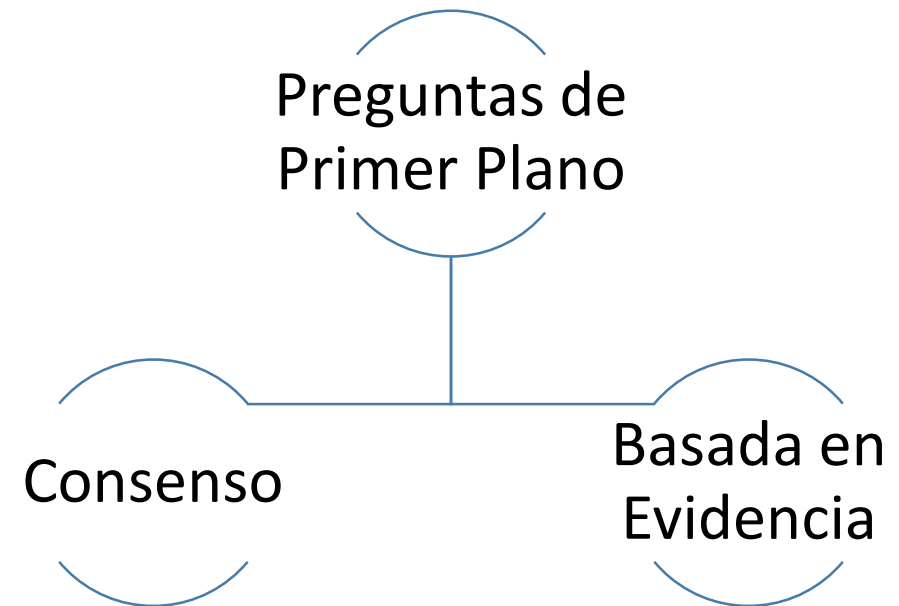 Preguntas de
Primer Plano
Consenso
Basada en
Evidencia